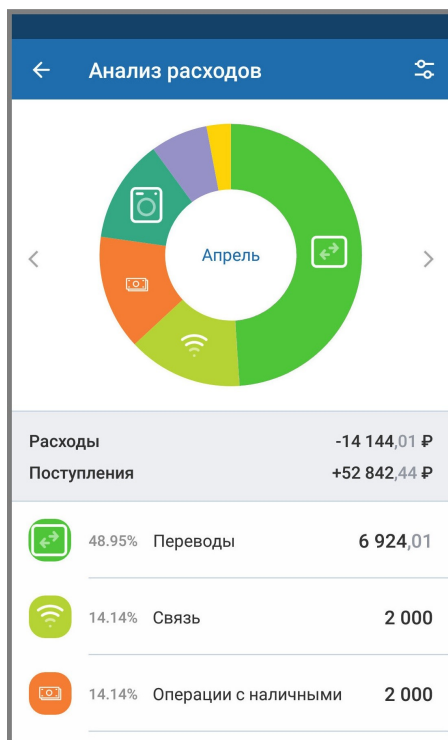 Анализ расходов
Апрель
Расходы -14 144,01 ₽
Поступления +52 842,44 ₽
48.95% Переводы 6 924,01
14.14% Связь 2 000
14.14% Операции с наличными 2 000